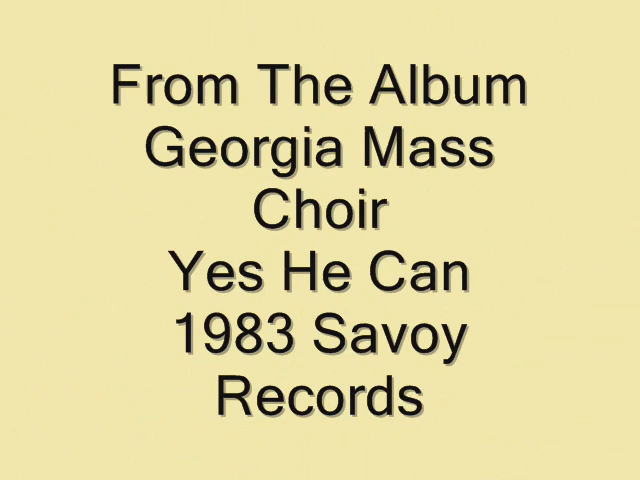 From The Album
Georgia Mass
Choir
Yes He Can
1983 Savoy
Records